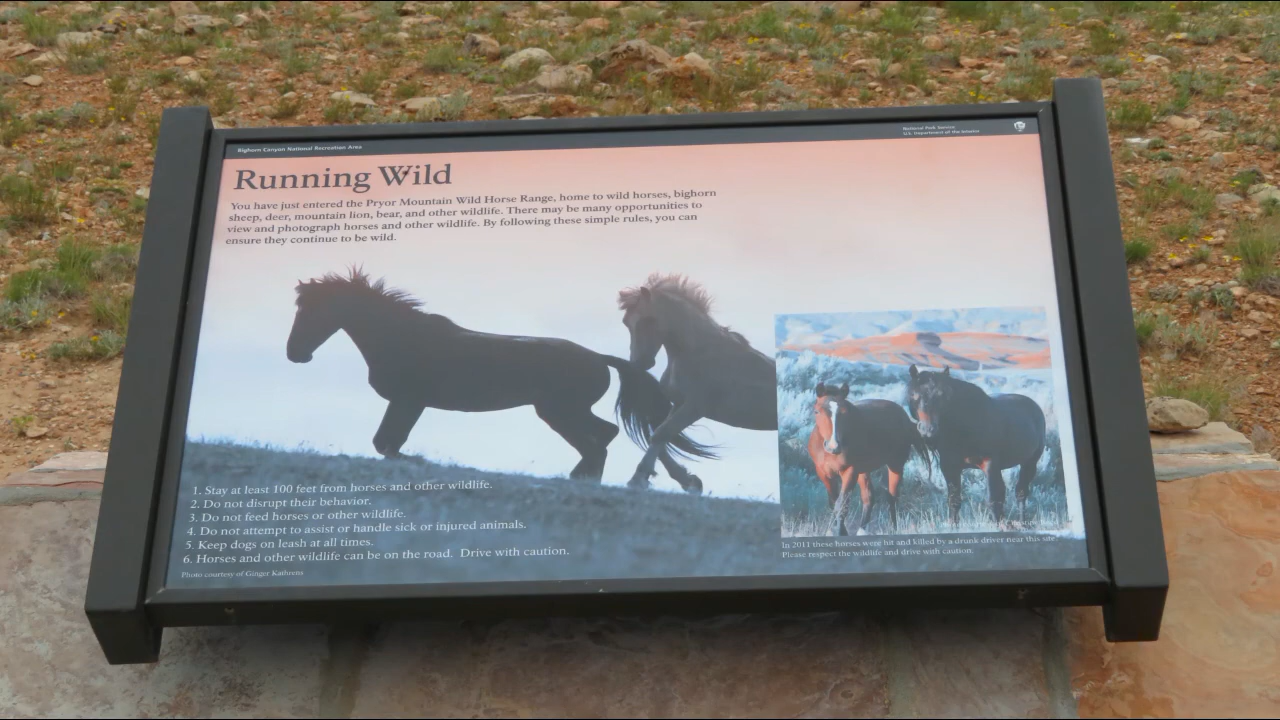 Bighorn Canyon National Recreation Area
National Park Service
U.S. Department of the Interior
Running Wild
You have just entered the Pryor Mountain Wild Horse Range, home to wild horses, bighorn
sheep, deer, mountain lion, bear, and other wildlife. There may be many opportunities to
view and photograph horses and other wildlife. By following these simple rules, you can
ensure they continue to be wild.
1. Stay at least 100 feet from horses and other wildlife.
2. Do not disrupt their behavior.
3. Do not feed horses or other wildlife.
4. Do not attempt to assist or handle sick or injured animals.
5. Keep dogs on leash at all times.
6. Horses and other wildlife can be on the road. Drive with caution.
Photo courtesy of Ginger Kathrens
In 2011 these horses were hit and killed by a drunk driver near this site.
Please respect the wildlife and drive with caution.